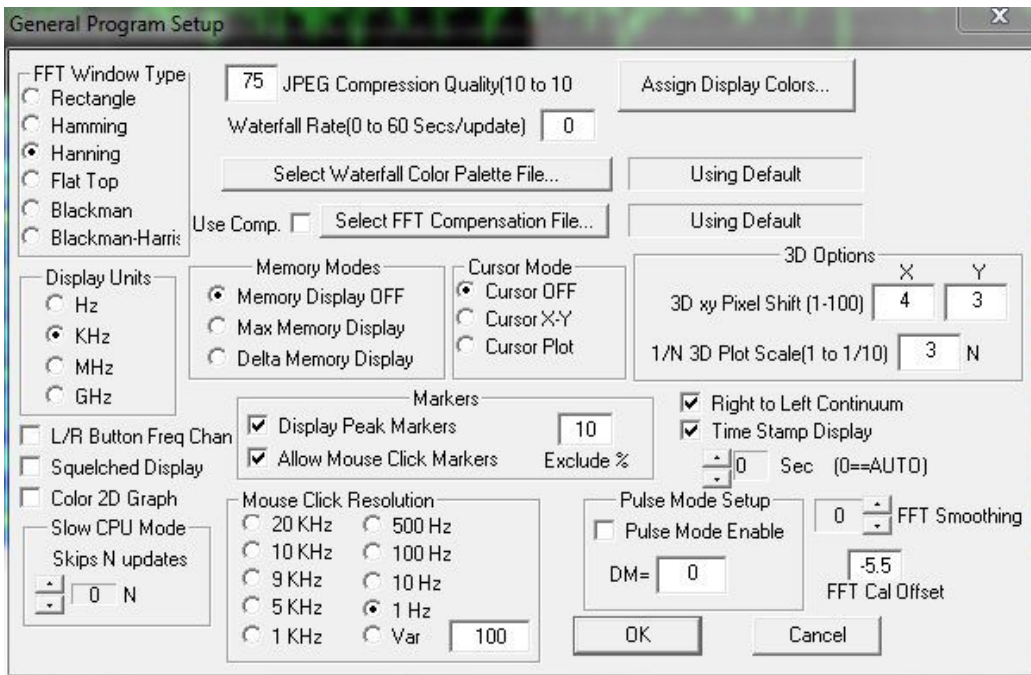 General Program Setup
X
FFT Window Type
Rectangle
Hamming
Hanning
Flat Top
Blackman
Blackman-Harris
75 JPEG Compression Quality(10 to 10
Assign Display Colors...
Waterfall Rate(0 to 60 Secs/update) 0
Select Waterfall Color Palette File...
Using Default
Use Comp.
Select FFT Compensation File...
Using Default
Display Units
Hz
KHz
MHz
GHz
Memory Modes
Memory Display OFF
Max Memory Display
Delta Memory Display
Cursor Mode
Cursor OFF
Cursor X-Y
Cursor Plot
3D Options
X Y
3D xy Pixel Shift (1-100) 4 3
1/N 3D Plot Scale(1 to 1/10) 3 N
L/R Button Freq Chan
Squelched Display
Color 2D Graph
Markers
Display Peak Markers
Allow Mouse Click Markers
10
Exclude %
Right to Left Continuum
Time Stamp Display
0 Sec (0==AUTO)
Slow CPU Mode
Skips N updates
0 N
Mouse Click Resolution
20 KHz
10 KHz
9 KHz
5 KHz
1 KHz
500 Hz
100 Hz
10 Hz
1 Hz
Var 100
Pulse Mode Setup
Pulse Mode Enable
DM= 0
0 FFT Smoothing
-5.5
FFT Cal Offset
OK
Cancel